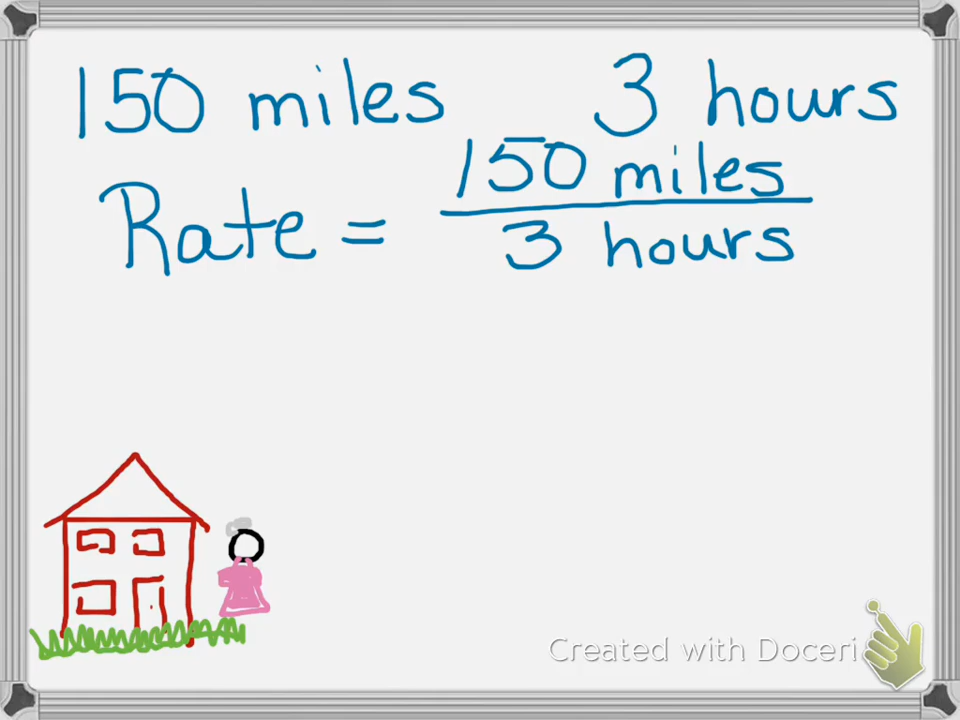 150 miles 3 hours
Rate = 150 miles
3 hours
Created with Doceri